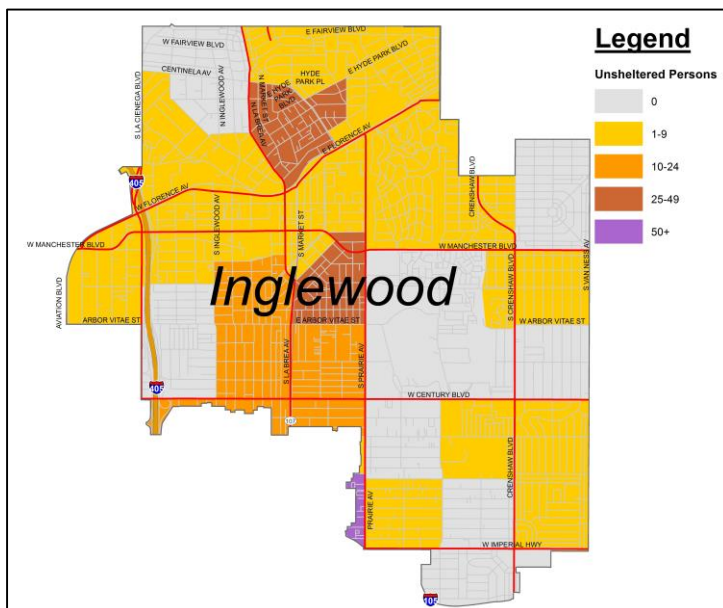 E FAIRVIEW BLVD
W FAIRVIEW BLVD
CENTINELA AV
S LA CIENEGA BLVD
N INGLEWOOD AV
N MARKET ST
N LA BREA AV
HYDE PARK BLVD
HYDE
PARK PL
E HYDE PARK BLVD
E FLORENCE AV
405
W FLORENCE AV
CRENSHAW BLVD
W MANCHESTER BLVD
S INGLEWOOD AV
S MARKET ST
W MANCHESTER BLVD
S VAN NESS AV
AVIATION BLVD
Inglewood
ARBOR VITAE ST
E ARBOR VITAE ST
S CRENSHAW BLVD
W ARBOR VITAE ST
S LA BREA AV
S PRAIRIE AV
405
W CENTURY BLVD
107
CRENSHAW BLVD
PRAIRIE AV
W IMPERIAL HWY
405
Legend
Unsheltered Persons
0
1-9
10-24
25-49
50+